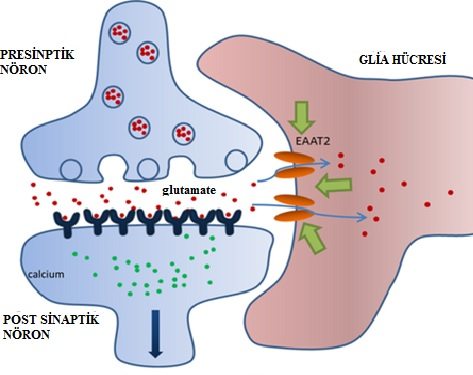 PRESİNPTİK
NÖRON
GLİA HÜCRESİ
EAAT2
glutamate
calcium
POST SİNAPTİK
NÖRON